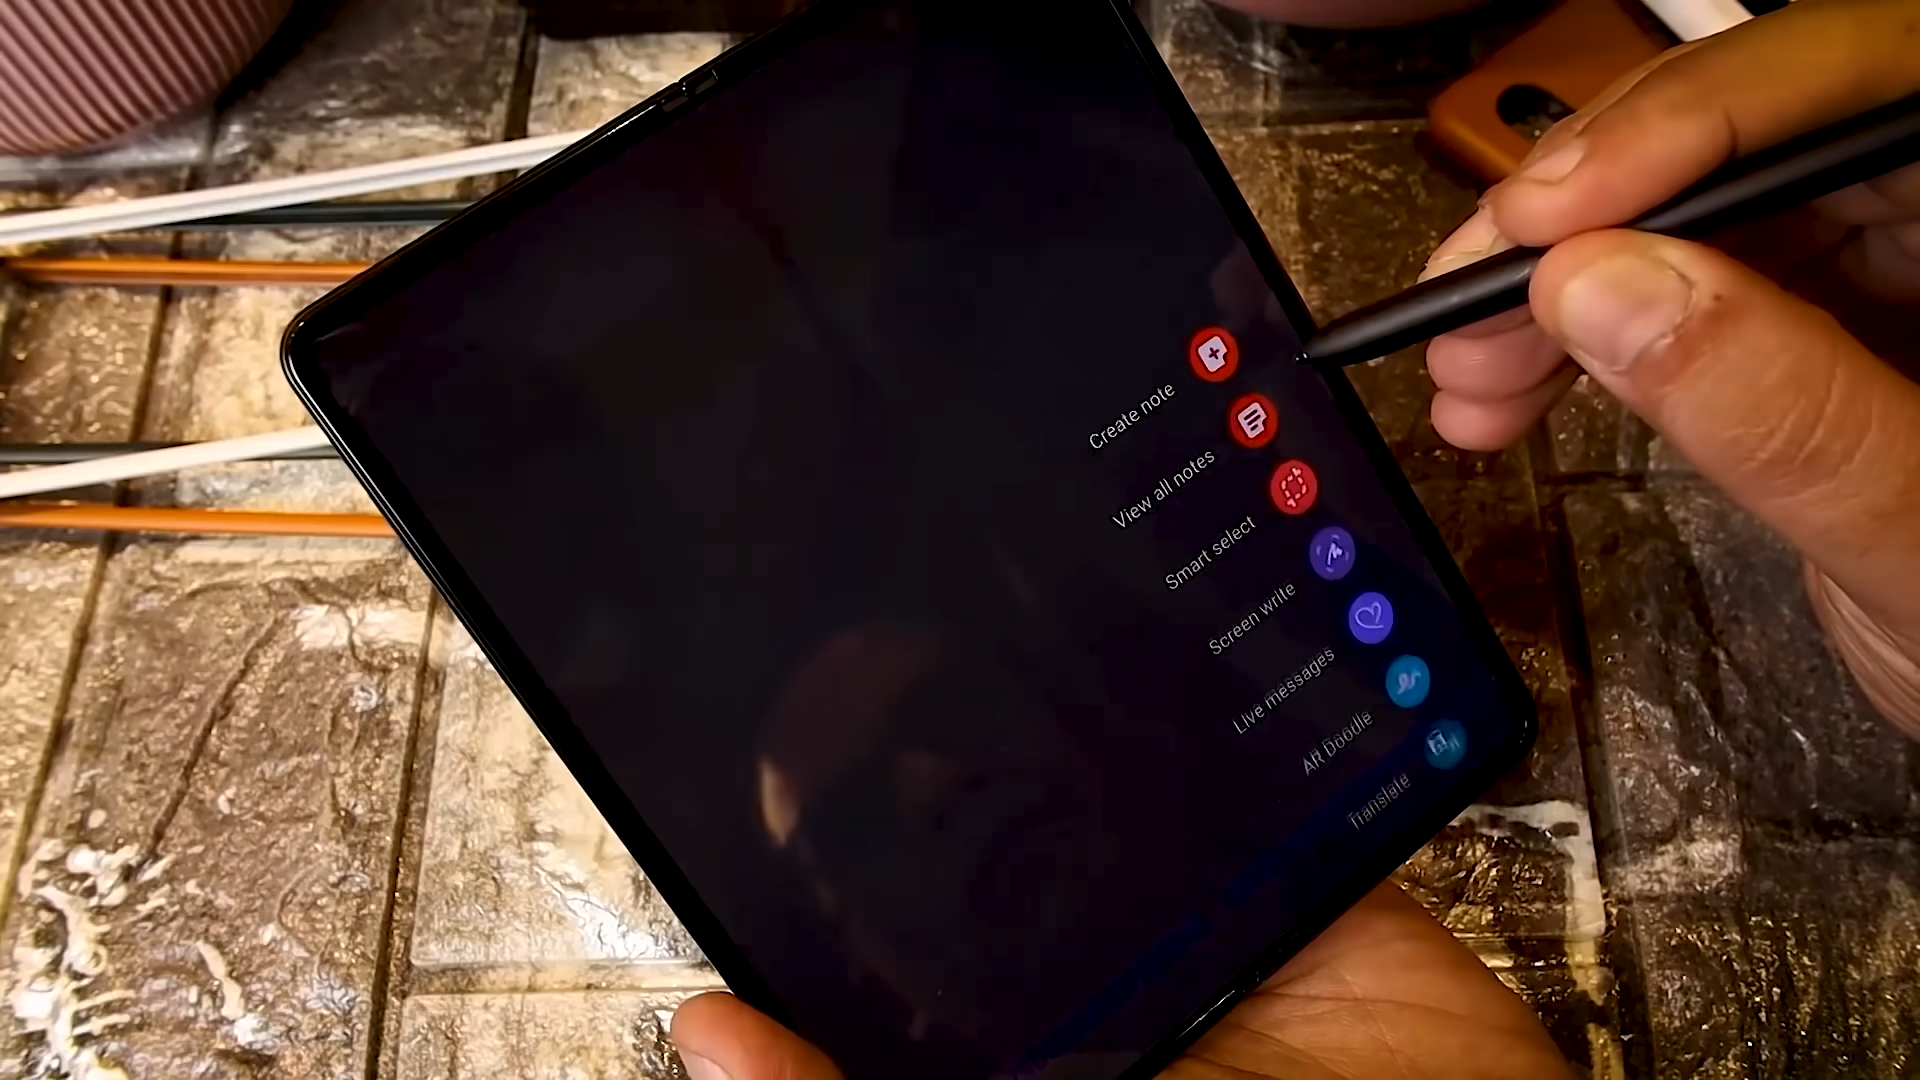 Create note
View all notes
Smart select
Screen write
Live messages
AR Doodle
Translate